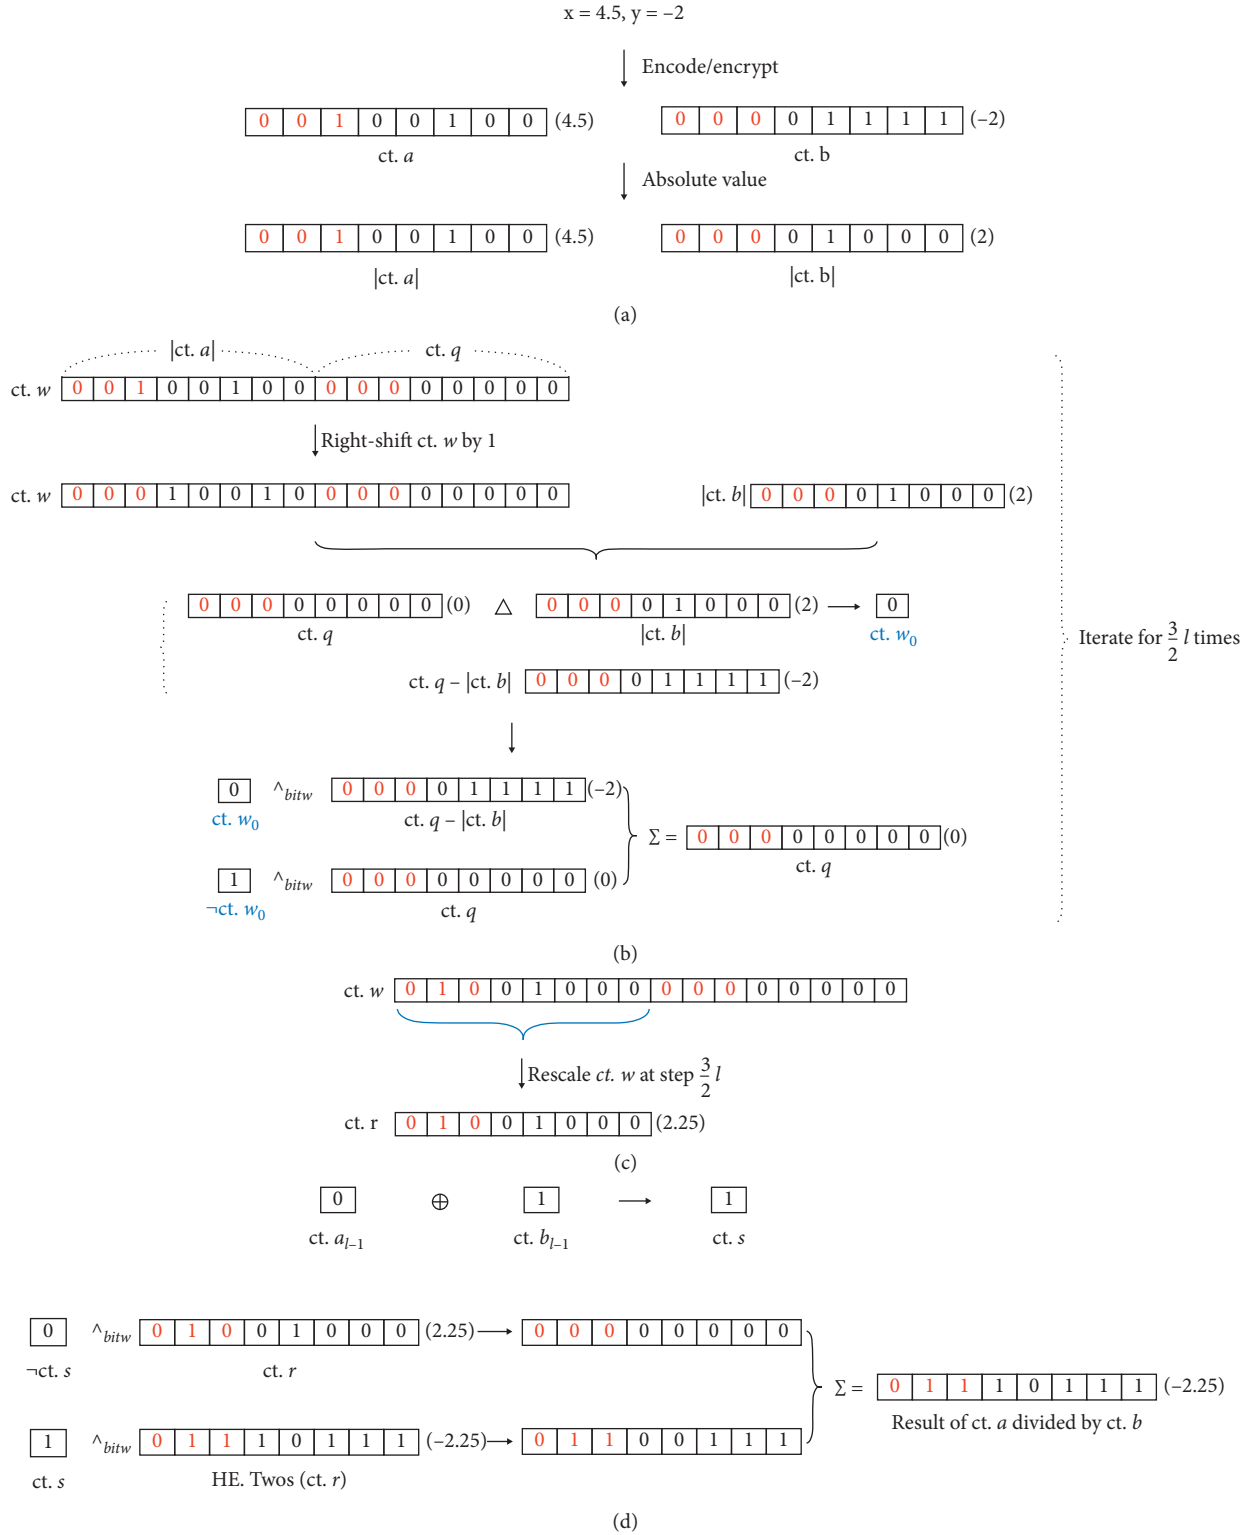 x = 4.5, y = –2
Encode/encrypt
0 0 1 0 0 1 0 0 (4.5) 0 0 0 0 1 1 1 1 (–2)
ct. a ct. b
Absolute value
0 0 1 0 0 1 0 0 (4.5) 0 0 0 0 1 0 0 0 (2)
|ct. a| |ct. b|
(a)
|ct. a| ct. q
ct. w 0 0 1 0 0 1 0 0 0 0 0 0 0 0 0 0
Right-shift ct. w by 1
ct. w 0 0 0 1 0 0 1 0 0 0 0 0 0 0 0 0 |ct. b| 0 0 0 0 1 0 0 0 (2)
0 0 0 0 0 0 0 0 (0) △ 0 0 0 0 1 0 0 0 (2) → 0
ct. q |ct. b| ct. w₀
Iterate for 3/2 l times
ct. q – |ct. b| 0 0 0 0 1 1 1 1 (–2)
0 ^bitw 0 0 0 0 1 1 1 1 (–2)
ct. w₀ ct. q – |ct. b|
∑ = 0 0 0 0 0 0 0 0 (0)
ct. q
1 ^bitw 0 0 0 0 0 0 0 0 (0)
¬ct. w₀ ct. q
(b)
ct. w 0 1 0 0 1 0 0 0 0 0 0 0 0 0 0 0
Rescale ct. w at step 3/2 l
ct. r 0 1 0 0 1 0 0 0 (2.25)
(c)
0 ⊕ 1 → 1
ct. a l–1 ct. b l–1 ct. s
0 ^bitw 0 1 0 0 1 0 0 0 (2.25) → 0 0 0 0 0 0 0 0
¬ct. s ct. r
∑ = 0 1 1 1 0 1 1 1 (–2.25)
Result of ct. a divided by ct. b
1 ^bitw 0 1 1 1 0 1 1 1 (–2.25) → 0 1 1 0 0 1 1 1
ct. s HE. Twos (ct. r)
(d)